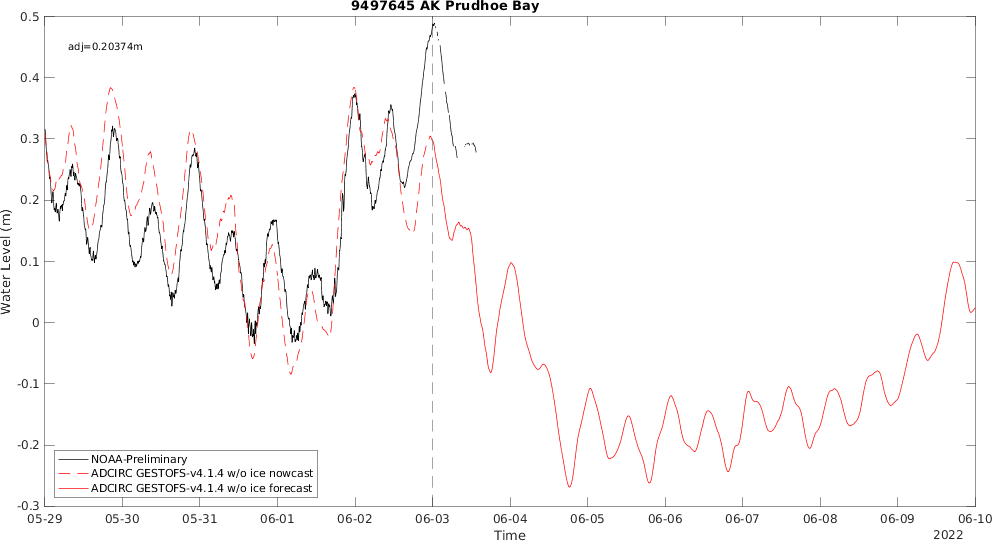 9497645 AK Prudhoe Bay
adj=0.20374m
Water Level (m)
0.5
0.4
0.3
0.2
0.1
0
-0.1
-0.2
-0.3
NOAA-Preliminary
ADCIRC GESTOFS-v4.1.4 w/o ice nowcast
ADCIRC GESTOFS-v4.1.4 w/o ice forecast
05-29 05-30 05-31 06-01 06-02 06-03 06-04 06-05 06-06 06-07 06-08 06-09 06-10
Time
2022